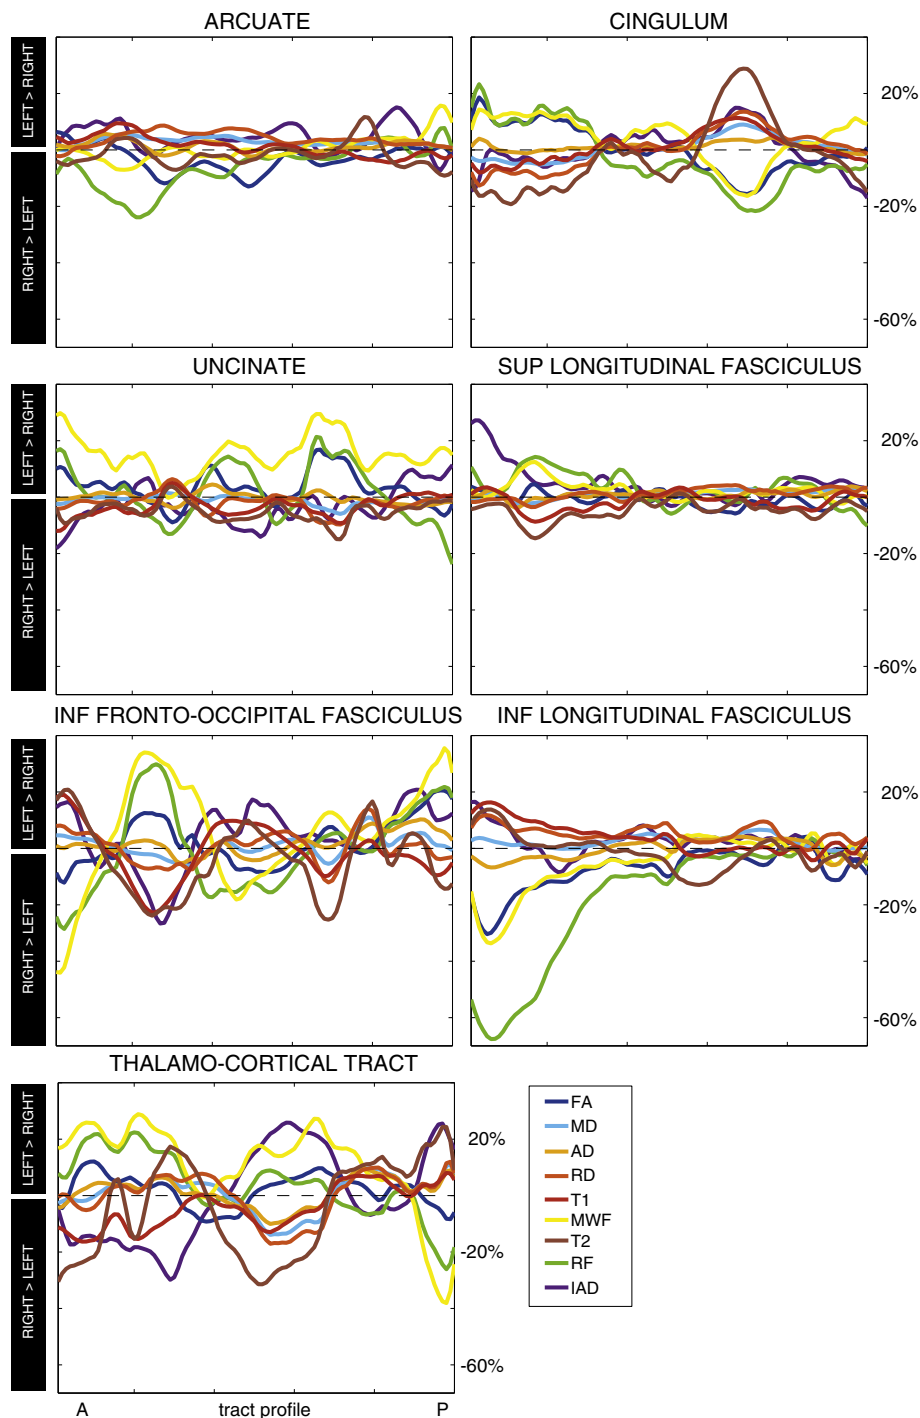 ARCUATE
CINGULUM
LEFT > RIGHT
RIGHT > LEFT
20%
-20%
-60%
UNCINATE
SUP LONGITUDINAL FASCICULUS
LEFT > RIGHT
RIGHT > LEFT
20%
-20%
-60%
INF FRONTO-OCCIPITAL FASCICULUS
INF LONGITUDINAL FASCICULUS
LEFT > RIGHT
RIGHT > LEFT
20%
-20%
-60%
THALAMO-CORTICAL TRACT
LEFT > RIGHT
RIGHT > LEFT
20%
-20%
-60%
FA
MD
AD
RD
T1
MWF
T2
RF
IAD
A tract profile P